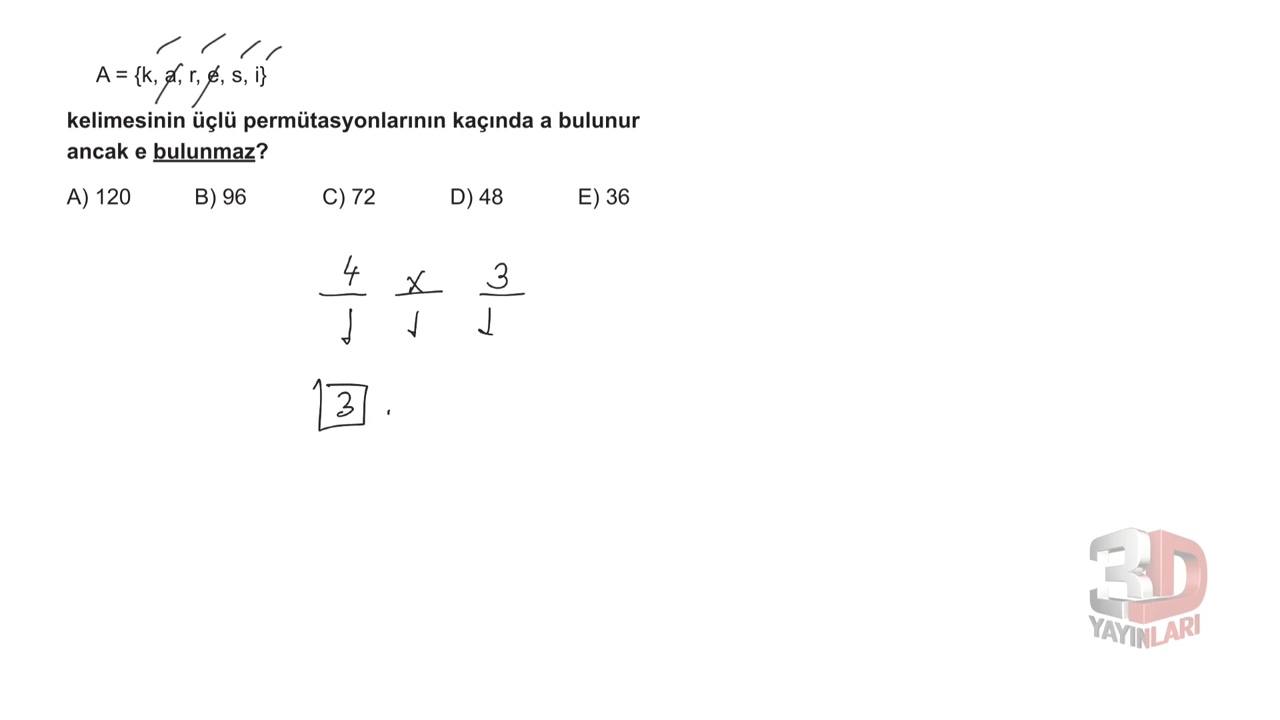 A = {k, a, r, e, s, i}
kelimesinin üçlü permütasyonlarının kaçında a bulunur
ancak e bulunmaz?
A) 120 B) 96 C) 72 D) 48 E) 36
4 x 3
3 .
3D
YAYINLARI